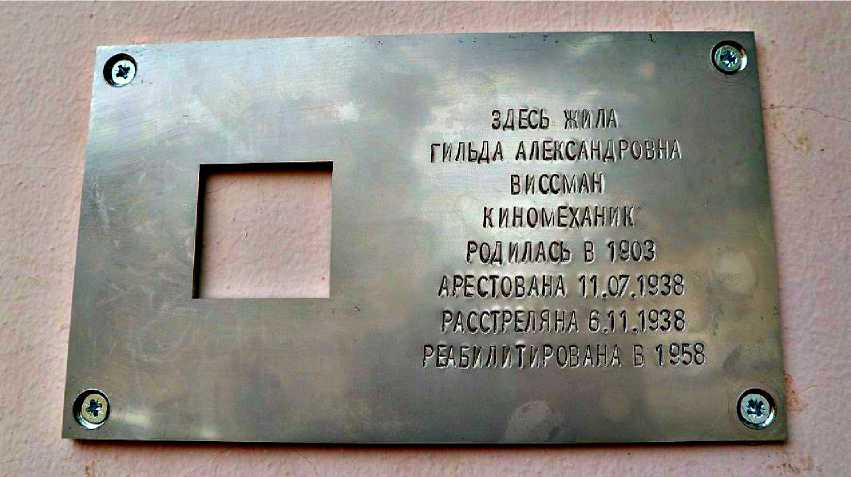 ЗДЕСЬ ЖИЛА
ГИЛЬДА АЛЕКСАНДРОВНА
ВИССМАН
КИНОМЕХАНИК
РОДИЛАСЬ В 1903
АРЕСТОВАНА 11.07.1938
РАССТРЕЛЯНА 6.11.1938
РЕАБИЛИТИРОВАНА В 1958